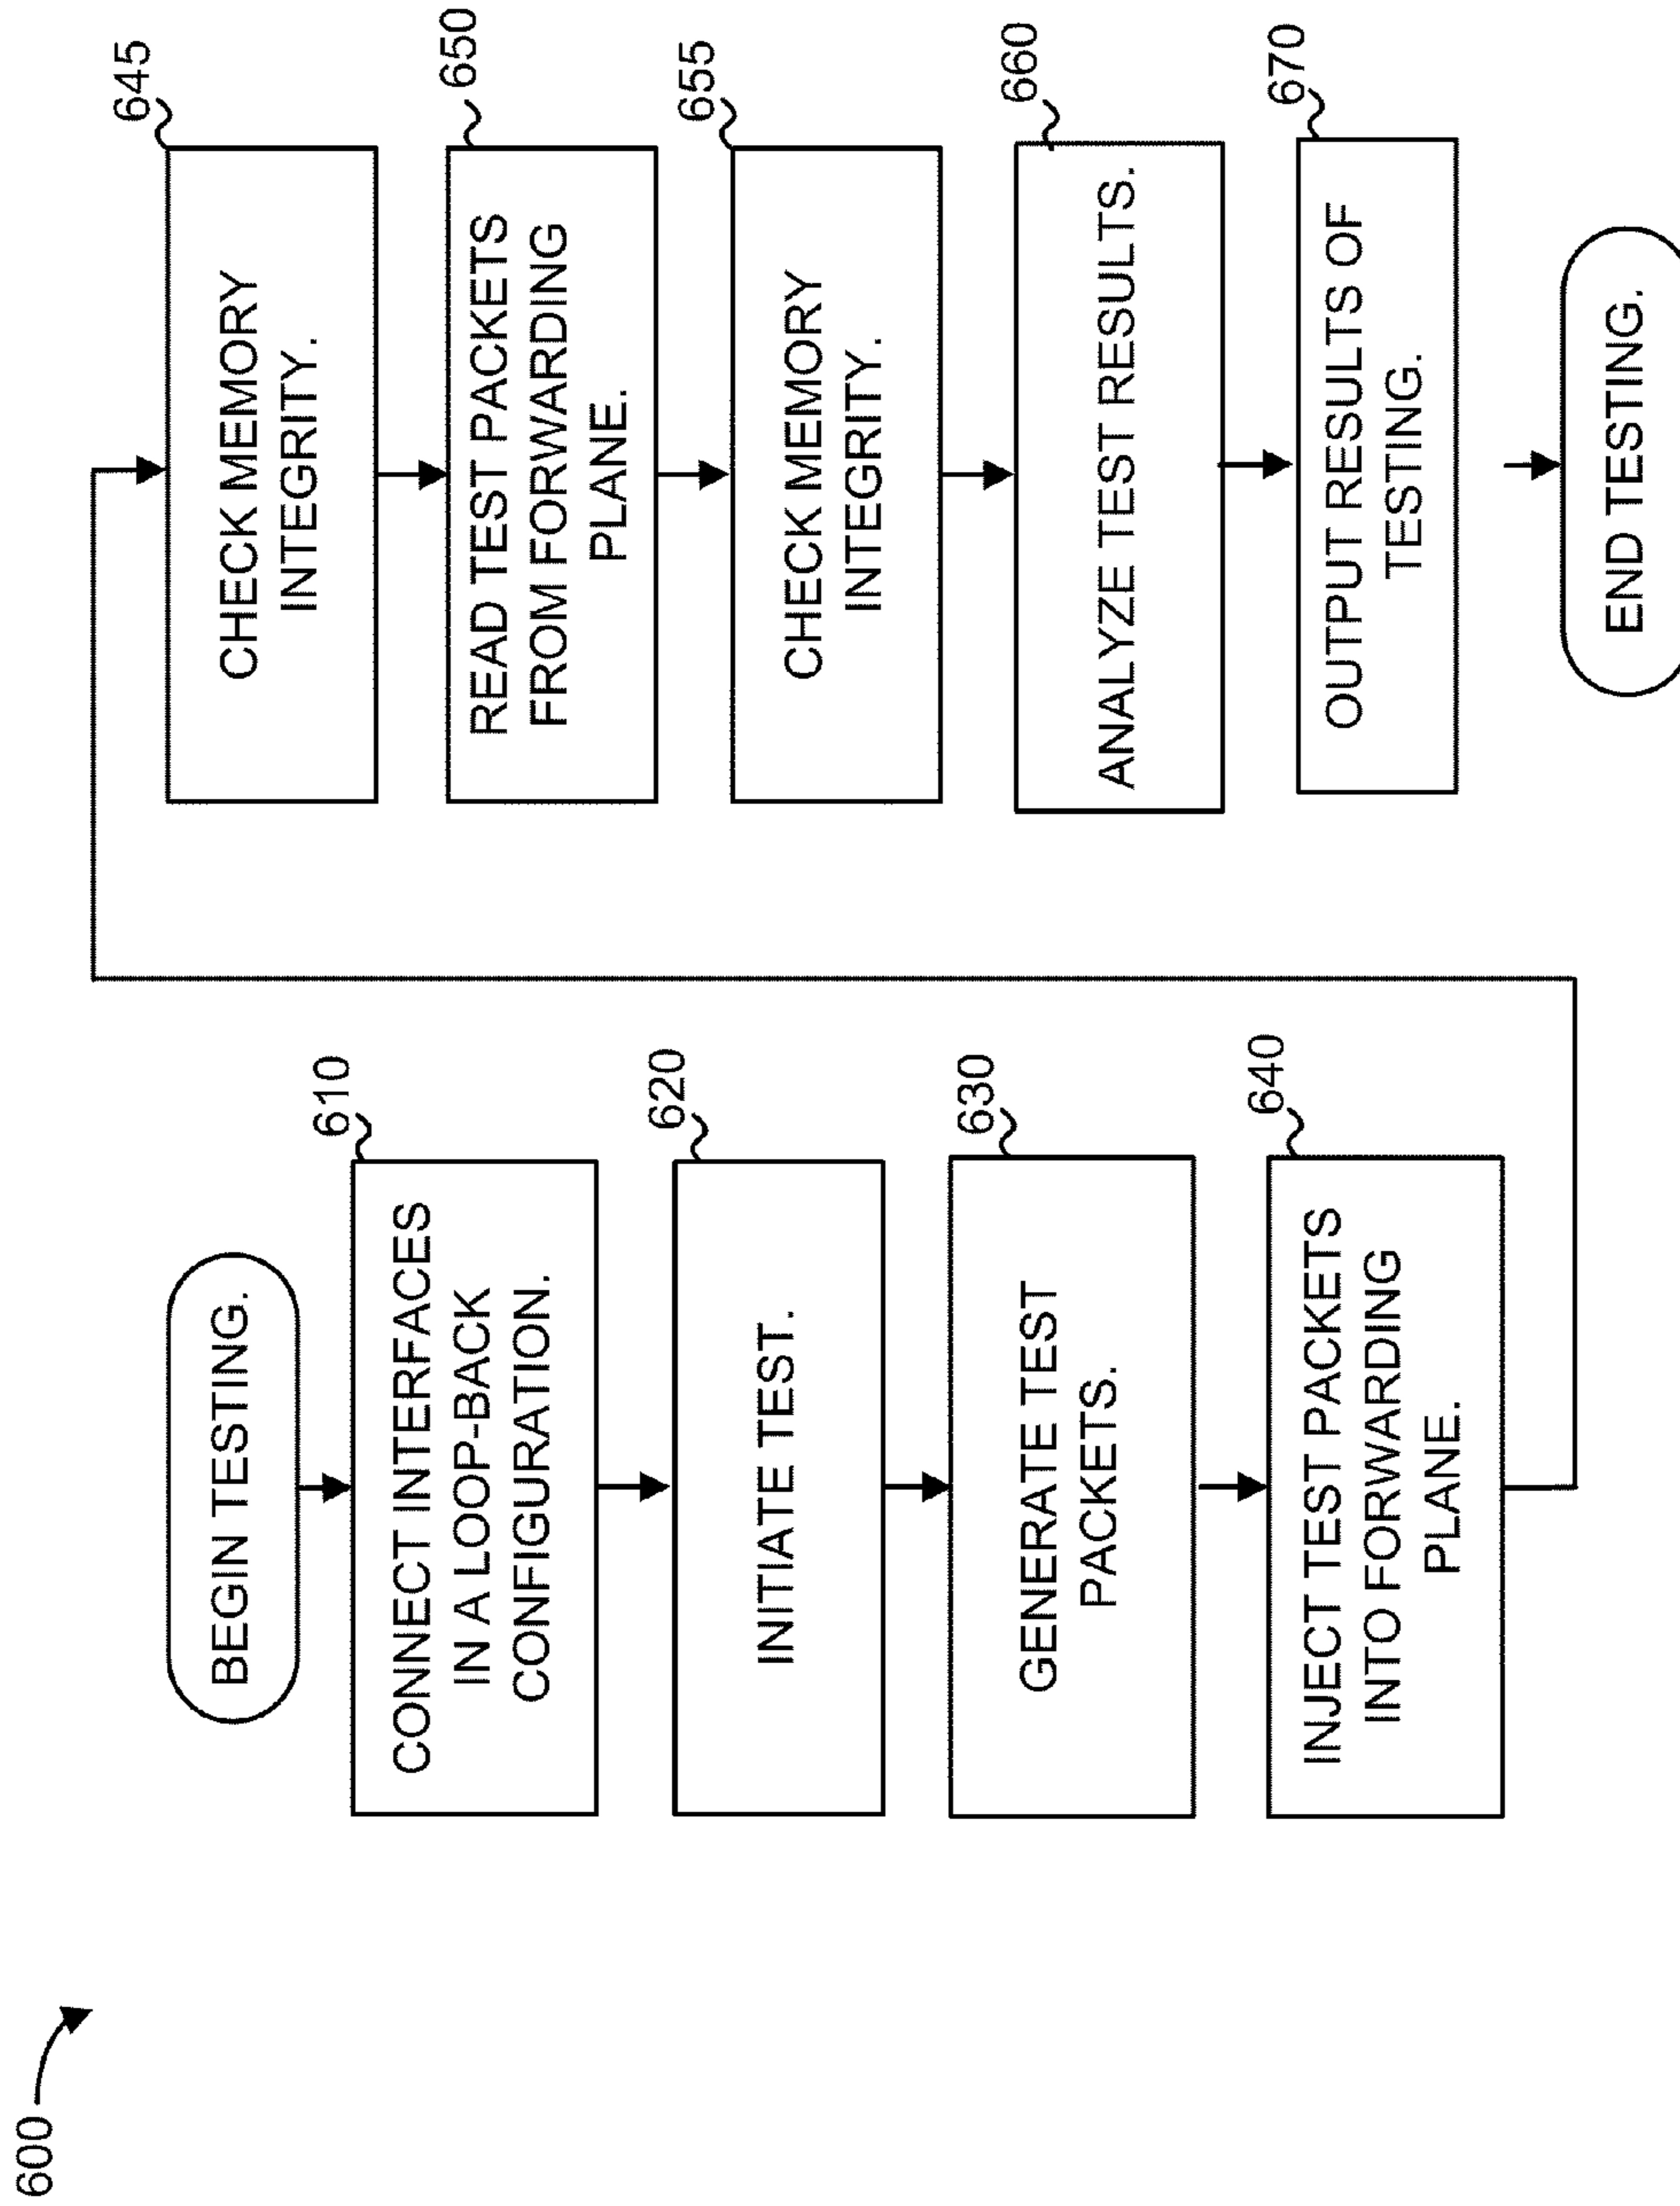 600
BEGIN TESTING.
610
CONNECT INTERFACES
IN A LOOP-BACK
CONFIGURATION.
620
INITIATE TEST.
630
GENERATE TEST
PACKETS.
640
INJECT TEST PACKETS
INTO FORWARDING
PLANE.
645
CHECK MEMORY
INTEGRITY.
650
READ TEST PACKETS
FROM FORWARDING
PLANE.
655
CHECK MEMORY
INTEGRITY.
660
ANALYZE TEST RESULTS.
670
OUTPUT RESULTS OF
TESTING.
END TESTING.